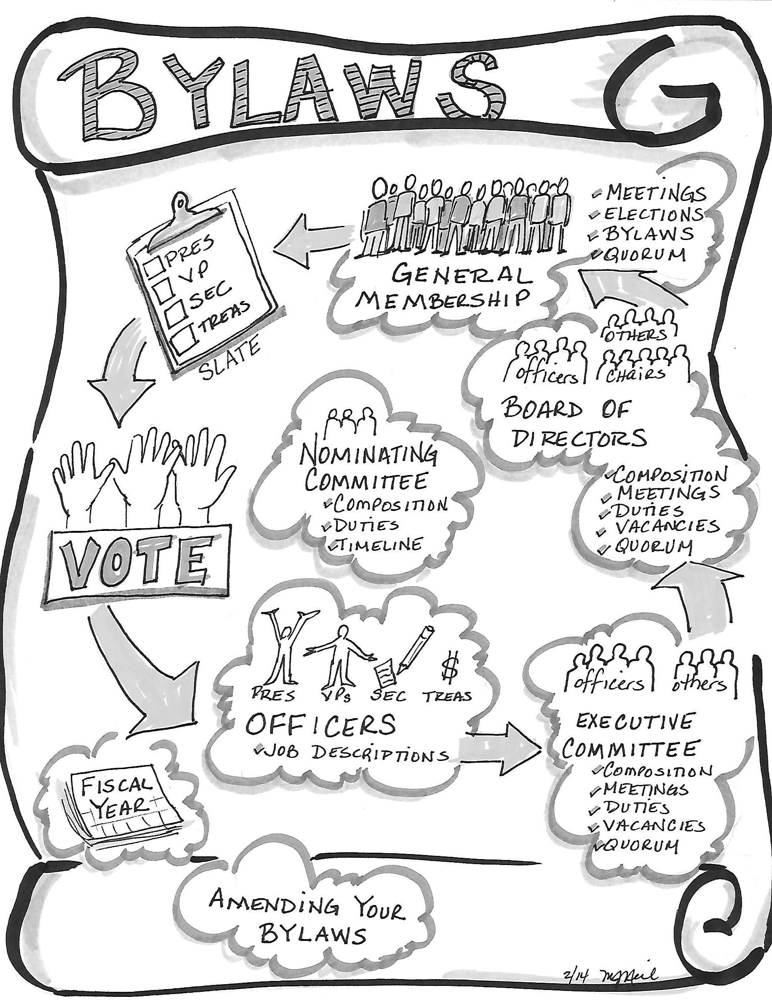 BYLAWS G
✓ MEETINGS
✓ ELECTIONS
✓ BYLAWS
✓ QUORUM
GENERAL
MEMBERSHIP
PRES
VP
SEC
TREAS
SLATE
OTHERS
officers CHAIRS
BOARD OF
DIRECTORS
✓ COMPOSITION
✓ MEETINGS
✓ DUTIES
✓ VACANCIES
✓ QUORUM
NOMINATING
COMMITTEE
✓ COMPOSITION
✓ DUTIES
✓ TIMELINE
VOTE
PRES VPs SEC $ TREAS
OFFICERS
✓ JOB DESCRIPTIONS
officers others
EXECUTIVE
COMMITTEE
✓ COMPOSITION
✓ MEETINGS
✓ DUTIES
✓ VACANCIES
✓ QUORUM
FISCAL
YEAR
AMENDING YOUR
BYLAWS
2/14 McNeil